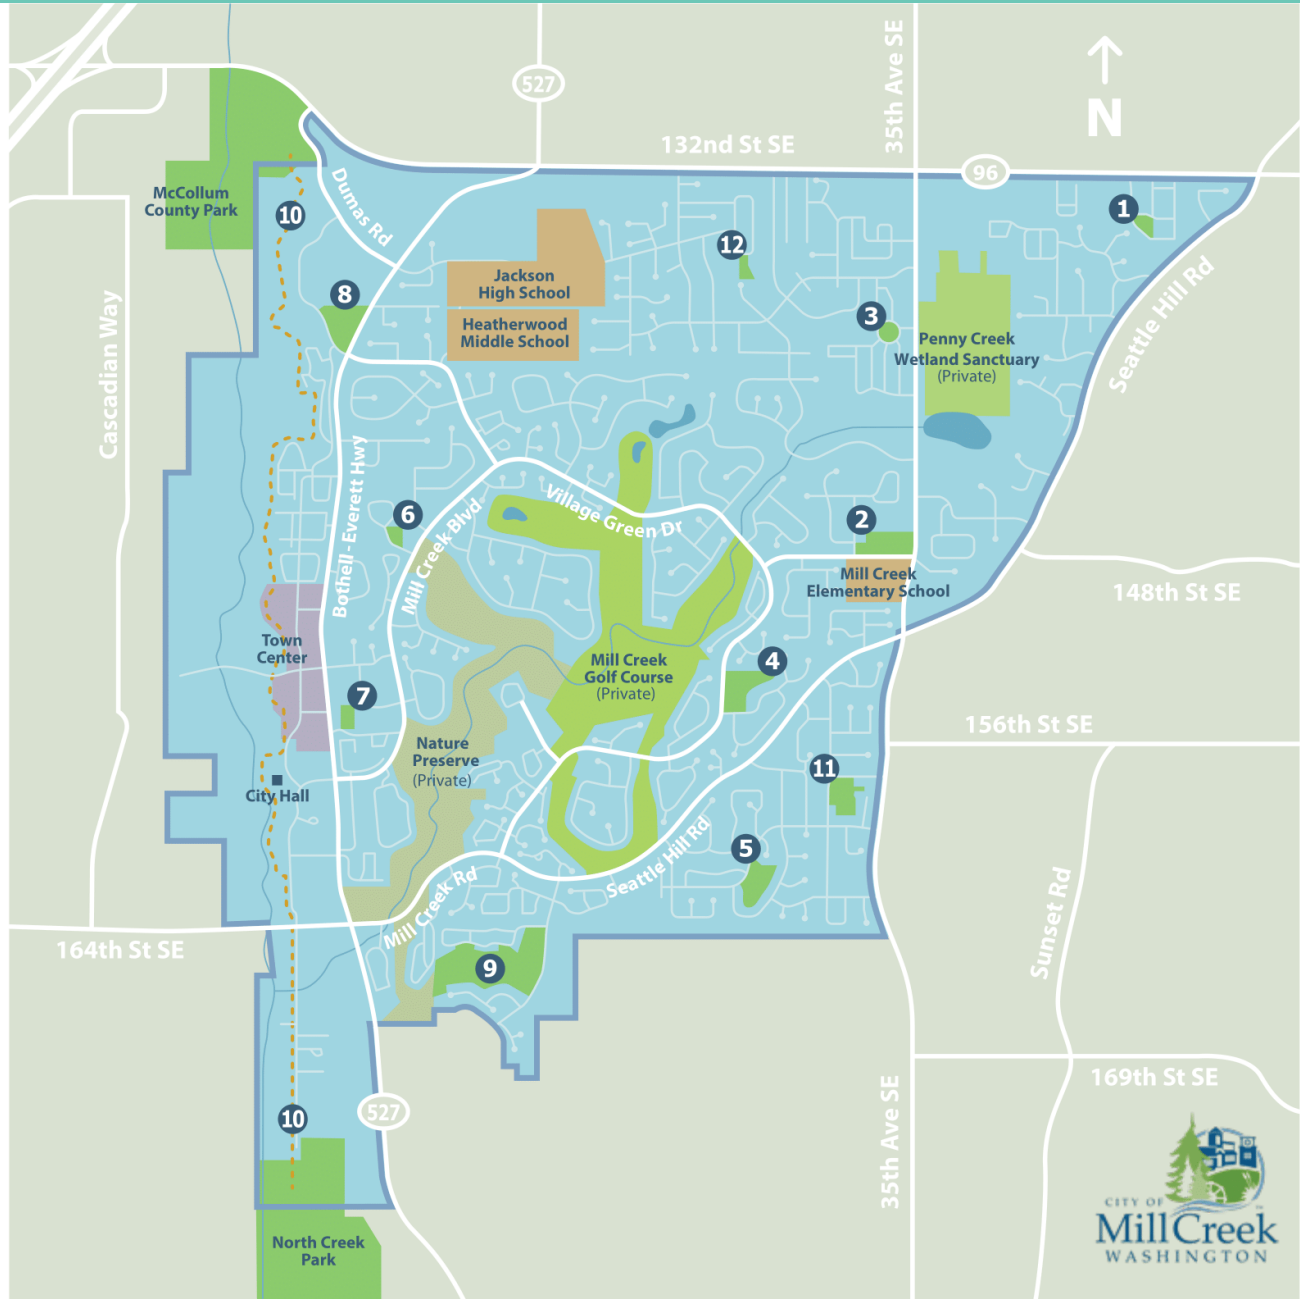 527
35th Ave SE
N
132nd St SE
96
McCollum
County Park
10
Dumas Rd
1
12
Jackson
High School
8
Heatherwood
Middle School
3
Penny Creek
Wetland Sanctuary
(Private)
Seattle Hill Rd
Cascadian Way
Bothell - Everett Hwy
6
Mill Creek Blvd
Village Green Dr
2
Mill Creek
Elementary School
148th St SE
Town
Center
Mill Creek
Golf Course
(Private)
4
7
156th St SE
Nature
Preserve
(Private)
11
City Hall
5
Seattle Hill Rd
Mill Creek Rd
Sunset Rd
164th St SE
9
169th St SE
35th Ave SE
10
527
North Creek
Park
CITY OF
Mill Creek
WASHINGTON